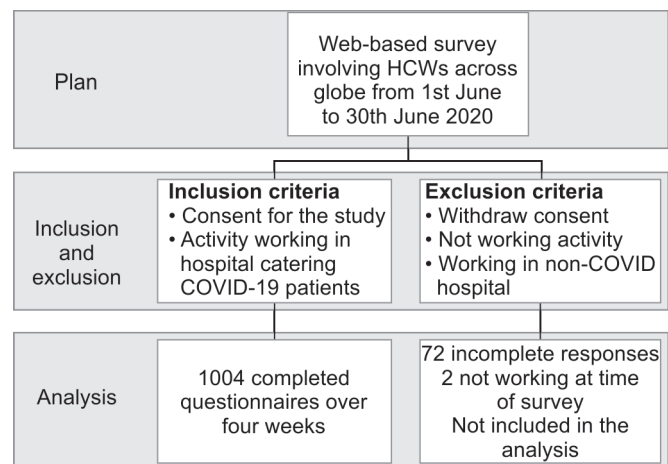 Plan
Web-based survey
involving HCWs across
globe from 1st June
to 30th June 2020
Inclusion
and
exclusion
Inclusion criteria
• Consent for the study
• Activity working in
hospital catering
COVID-19 patients
Exclusion criteria
• Withdraw consent
• Not working activity
• Working in non-COVID
hospital
Analysis
1004 completed
questionnaires over
four weeks
72 incomplete responses
2 not working at time
of survey
Not included in the
analysis